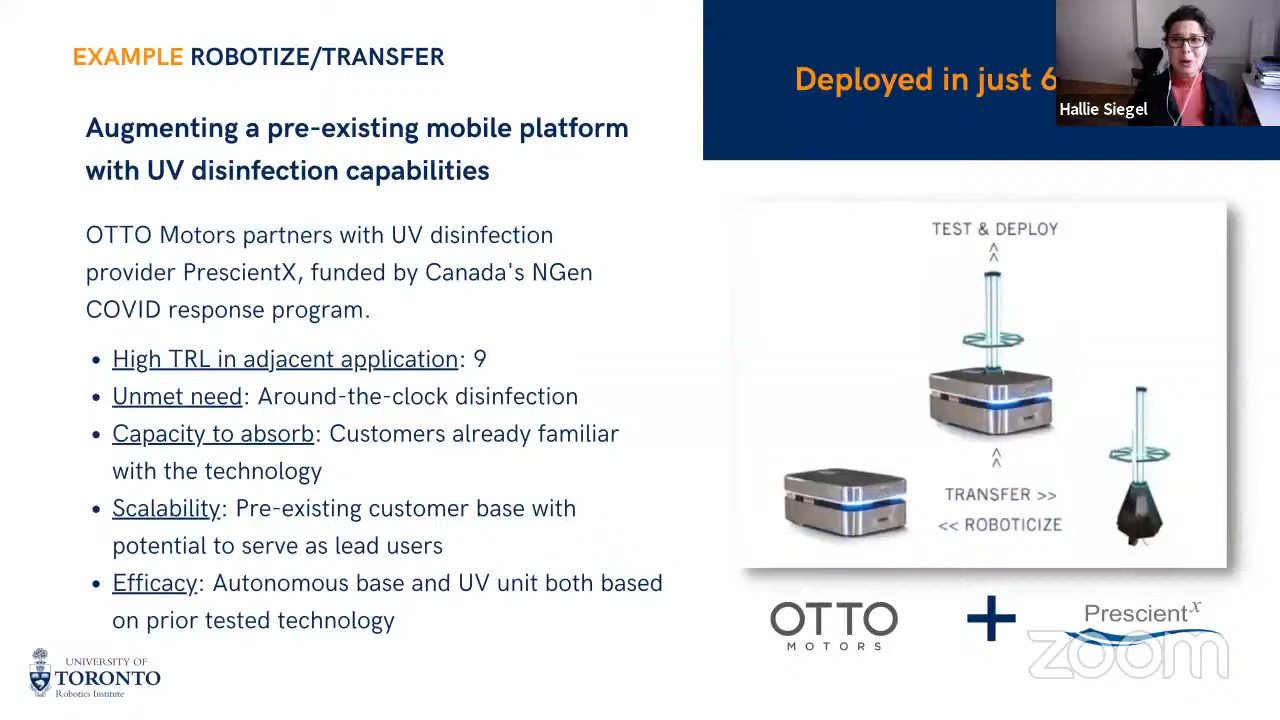 EXAMPLE ROBOTIZE/TRANSFER
Augmenting a pre-existing mobile platform
with UV disinfection capabilities
OTTO Motors partners with UV disinfection
provider PrescientX, funded by Canada's NGen
COVID response program.
• High TRL in adjacent application: 9
• Unmet need: Around-the-clock disinfection
• Capacity to absorb: Customers already familiar
with the technology
• Scalability: Pre-existing customer base with
potential to serve as lead users
• Efficacy: Autonomous base and UV unit both based
on prior tested technology
UNIVERSITY OF
TORONTO
Robotics Institute
Deployed in just 6
Hallie Siegel
TEST & DEPLOY
TRANSFER >>
<< ROBOTICIZE
OTTO
MOTORS
+
Prescientx
zoom